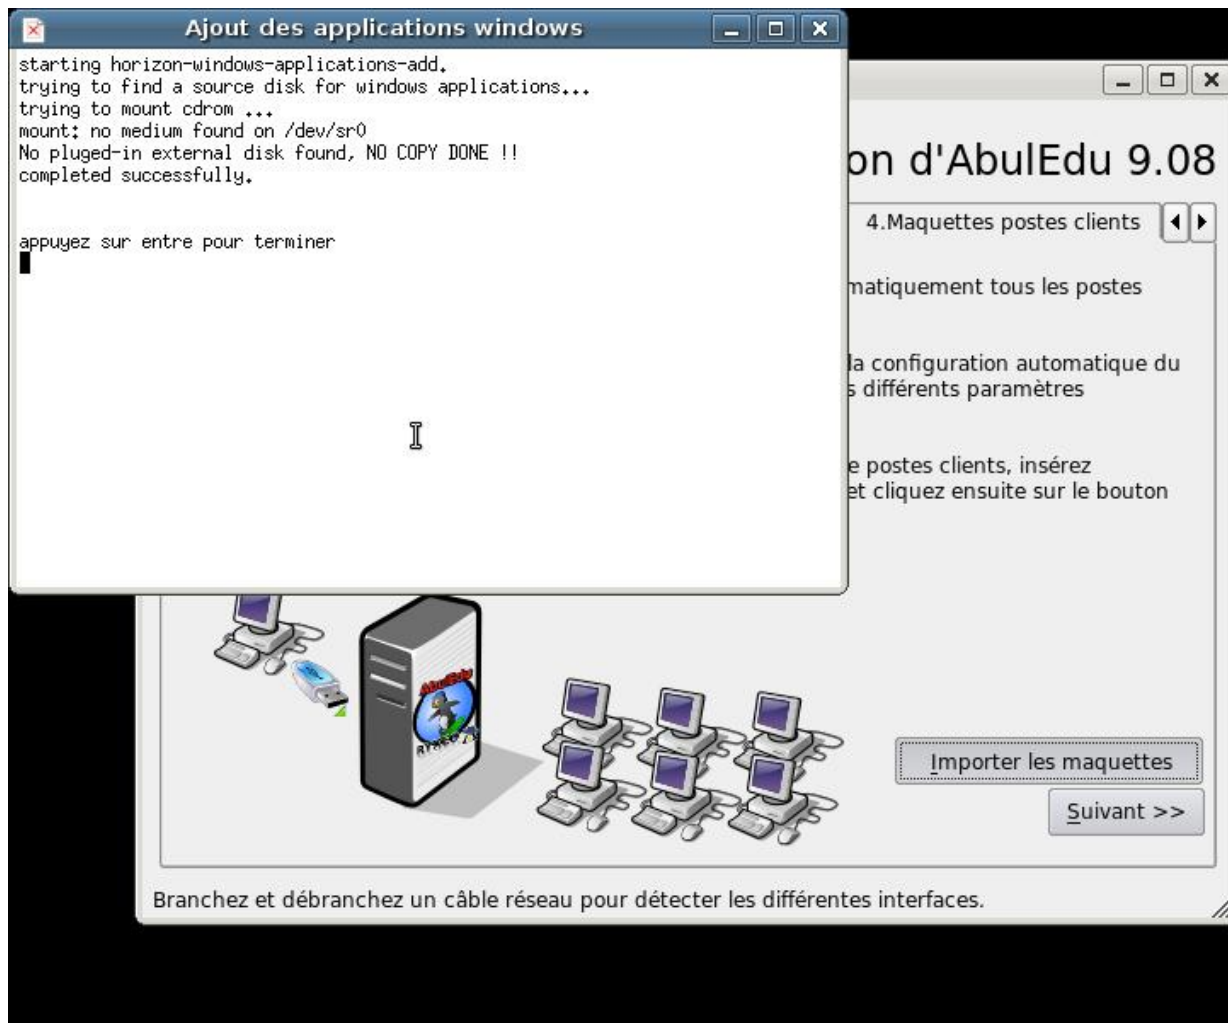 Ajout des applications windows
starting horizon-windows-applications-add.
trying to find a source disk for windows applications...
trying to mount cdrom ...
mount: no medium found on /dev/sr0
No pluged-in external disk found, NO COPY DONE !!
completed successfully.
appuyez sur entre pour terminer
on d'AbulEdu 9.08
4.Maquettes postes clients
matiquement tous les postes
la configuration automatique du
s différents paramètres
e postes clients, insérez
et cliquez ensuite sur le bouton
AbulEdu
Importer les maquettes
Suivant >>
Branchez et débranchez un câble réseau pour détecter les différentes interfaces.